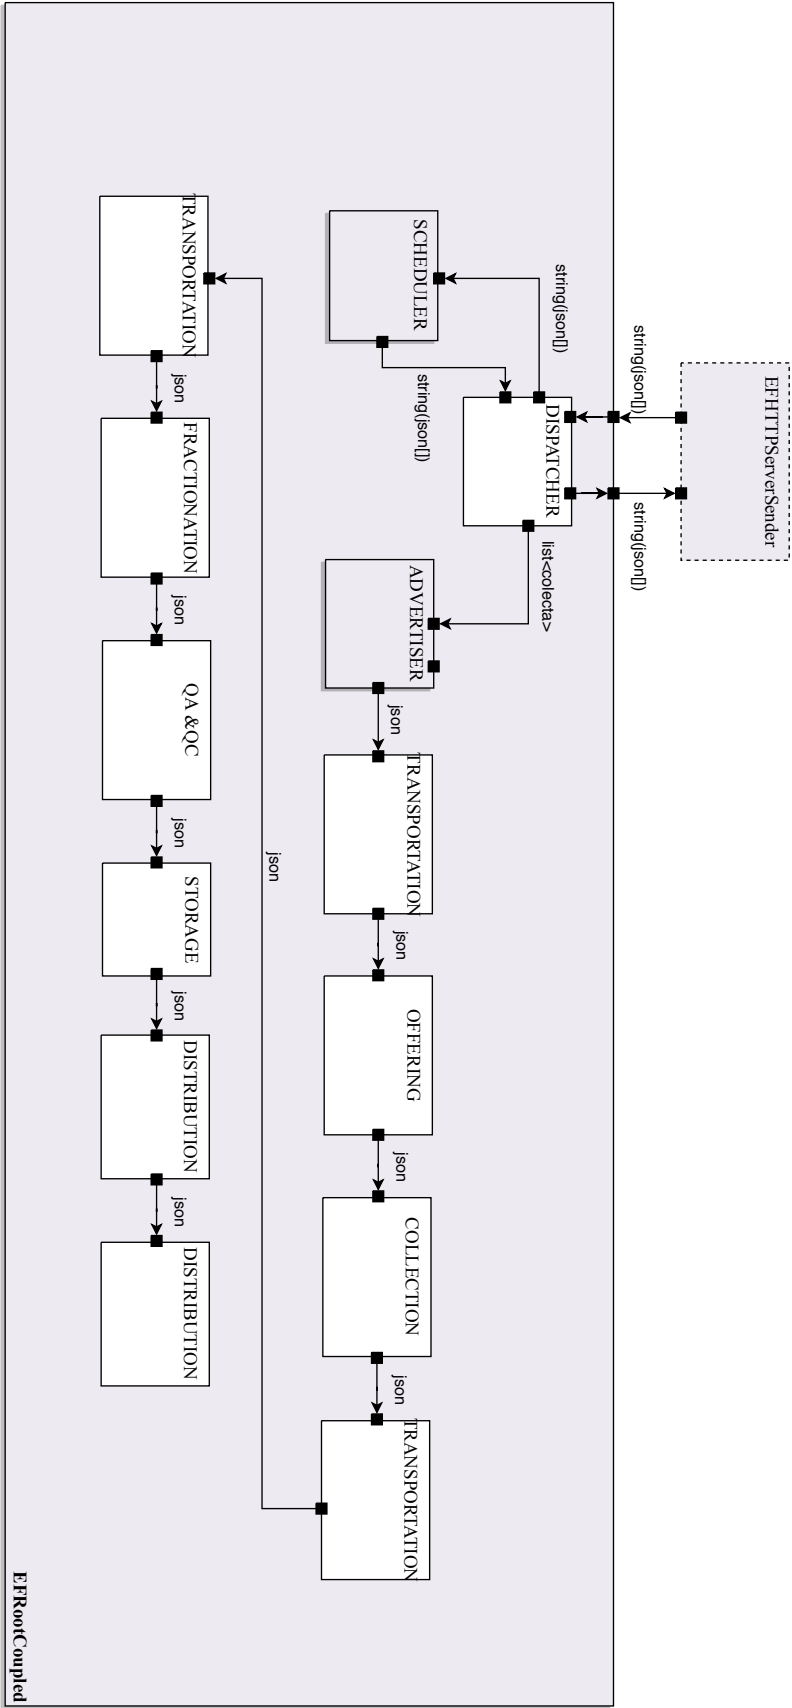 EFHTTPServerSender
string(json[])
string(json[])
string(json[])
DISPATCHER
list<colecta>
SCHEDULER
string(json[])
ADVERTISER
json
TRANSPORTATION
json
OFFERING
json
COLLECTION
json
TRANSPORTATION
json
TRANSPORTATION
json
FRACTIONATION
json
QA &QC
json
STORAGE
json
DISTRIBUTION
json
DISTRIBUTION
EFRootCoupled